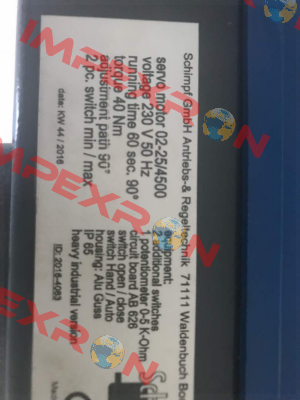 Schimpf GmbH Antriebs-& Regeltechnik 71111 Waldenbuch
servo motor 02-25/4500
voltage 230 V 50 Hz
running time 60 sec. 90°
torque 40 Nm
adjustment path 90°
2 pc. switch min / max
date: KW 44 / 2016
equipment:
2 additional switches
1 potentiometer 0-5 K-Ohm
circuit board AB 626
switch open / close
switch Hand / Auto
housing: Alu Guss
IP 65
heavy industrial version
ID: 2016-4093
IMPEXRON
IMPEXRON
IMPEXRON